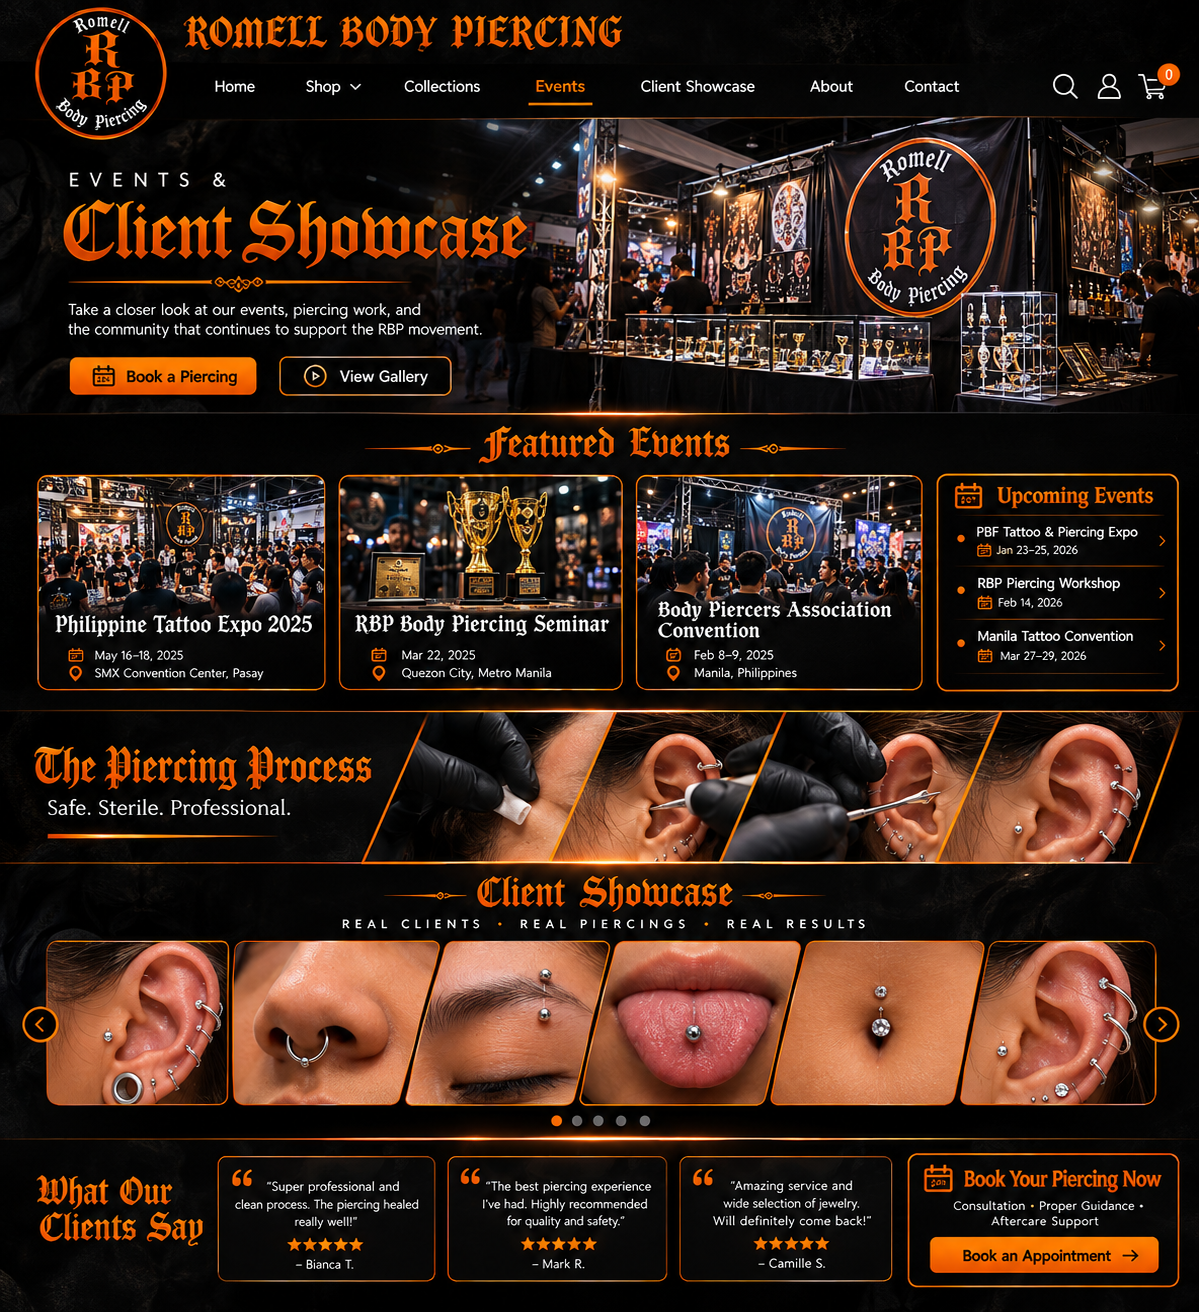 Romell
R
BP
Body Piercing
ROMELL BODY PIERCING
Home
Shop
Collections
Events
Client Showcase
About
Contact
0
EVENTS &
Client Showcase
Take a closer look at our events, piercing work, and
the community that continues to support the RBP movement.
Book a Piercing
View Gallery
Romell
R
BP
Body Piercing
Featured Events
R
BP
Philippine Tattoo Expo 2025
May 16–18, 2025
SMX Convention Center, Pasay
RBP Body Piercing Seminar
Mar 22, 2025
Quezon City, Metro Manila
Romell
R
BP
Body Piercing
Body Piercers Association
Convention
Feb 8–9, 2025
Manila, Philippines
Upcoming Events
PBF Tattoo & Piercing Expo
Jan 23–25, 2026
RBP Piercing Workshop
Feb 14, 2026
Manila Tattoo Convention
Mar 27–29, 2026
The Piercing Process
Safe. Sterile. Professional.
Client Showcase
REAL CLIENTS • REAL PIERCINGS • REAL RESULTS
What Our
Clients Say
“Super professional and
clean process. The piercing healed
really well!”
★★★★★
– Bianca T.
“The best piercing experience
I've had. Highly recommended
for quality and safety.”
★★★★★
– Mark R.
“Amazing service and
wide selection of jewelry.
Will definitely come back!”
★★★★★
– Camille S.
Book Your Piercing Now
Consultation • Proper Guidance •
Aftercare Support
Book an Appointment →